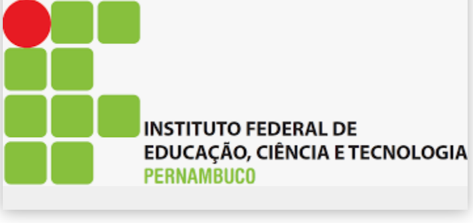 INSTITUTO FEDERAL DE
EDUCAÇÃO, CIÊNCIA E TECNOLOGIA
PERNAMBUCO